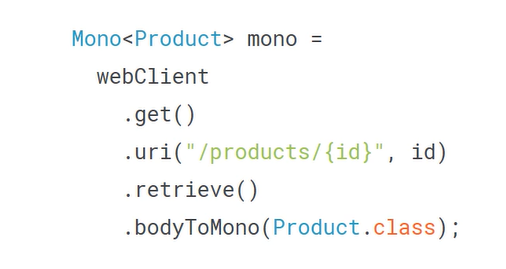 Mono<Product> mono =
webClient
.get()
.uri("/products/{id}", id)
.retrieve()
.bodyToMono(Product.class);